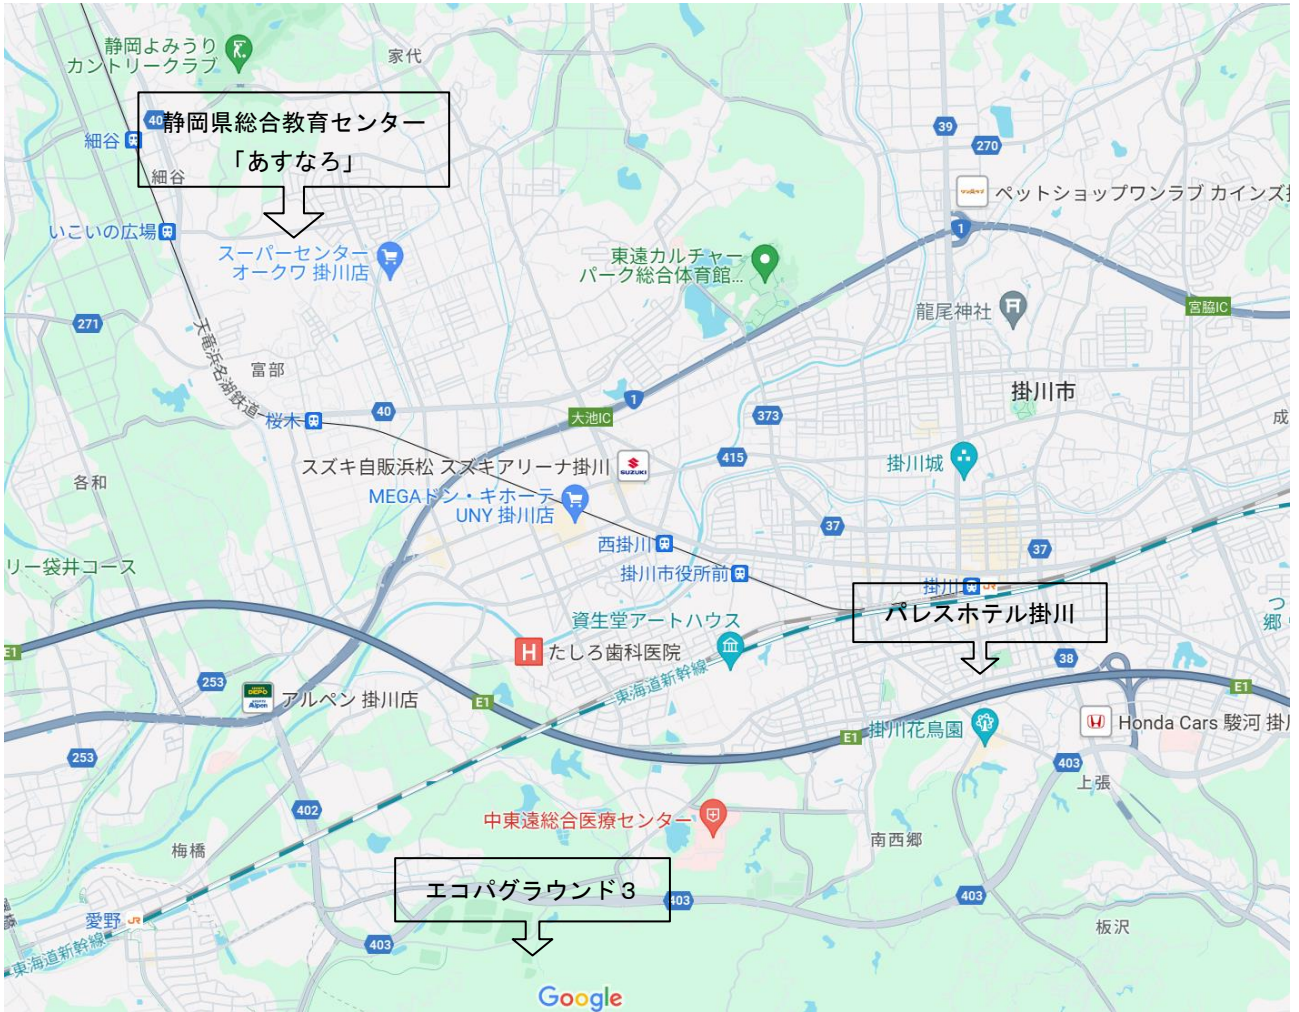 静岡よみうり
カントリークラブ
家代
40
静岡県総合教育センター
「あすなろ」
細谷
細谷
39
270
ペットショップワンラブ カインズ
いこいの広場
スーパーセンター
オークワ 掛川店
東遠カルチャー
パーク総合体育館...
1
龍尾神社
宮脇IC
271
天竜浜名湖鉄道
富部
掛川市
桜木
40
大池IC
1
373
成
415
掛川城
スズキ自販浜松 スズキアリーナ掛川
SUZUKI
各和
MEGAドン・キホーテ
UNY 掛川店
37
西掛川
37
掛川市役所前
リー袋井コース
掛川
JR
パレスホテル掛川
つ
郷
資生堂アートハウス
たしろ歯科医院
H
E1
38
253
東海道新幹線
E1
E1
アルペン 掛川店
DEPO
Alpen
掛川花鳥園
E1
Honda Cars 駿河 掛川
253
403
上張
402
中東遠総合医療センター
梅橋
南西郷
エコパグラウンド3
403
403
愛野
JR
403
板沢
東海道新幹線
Google